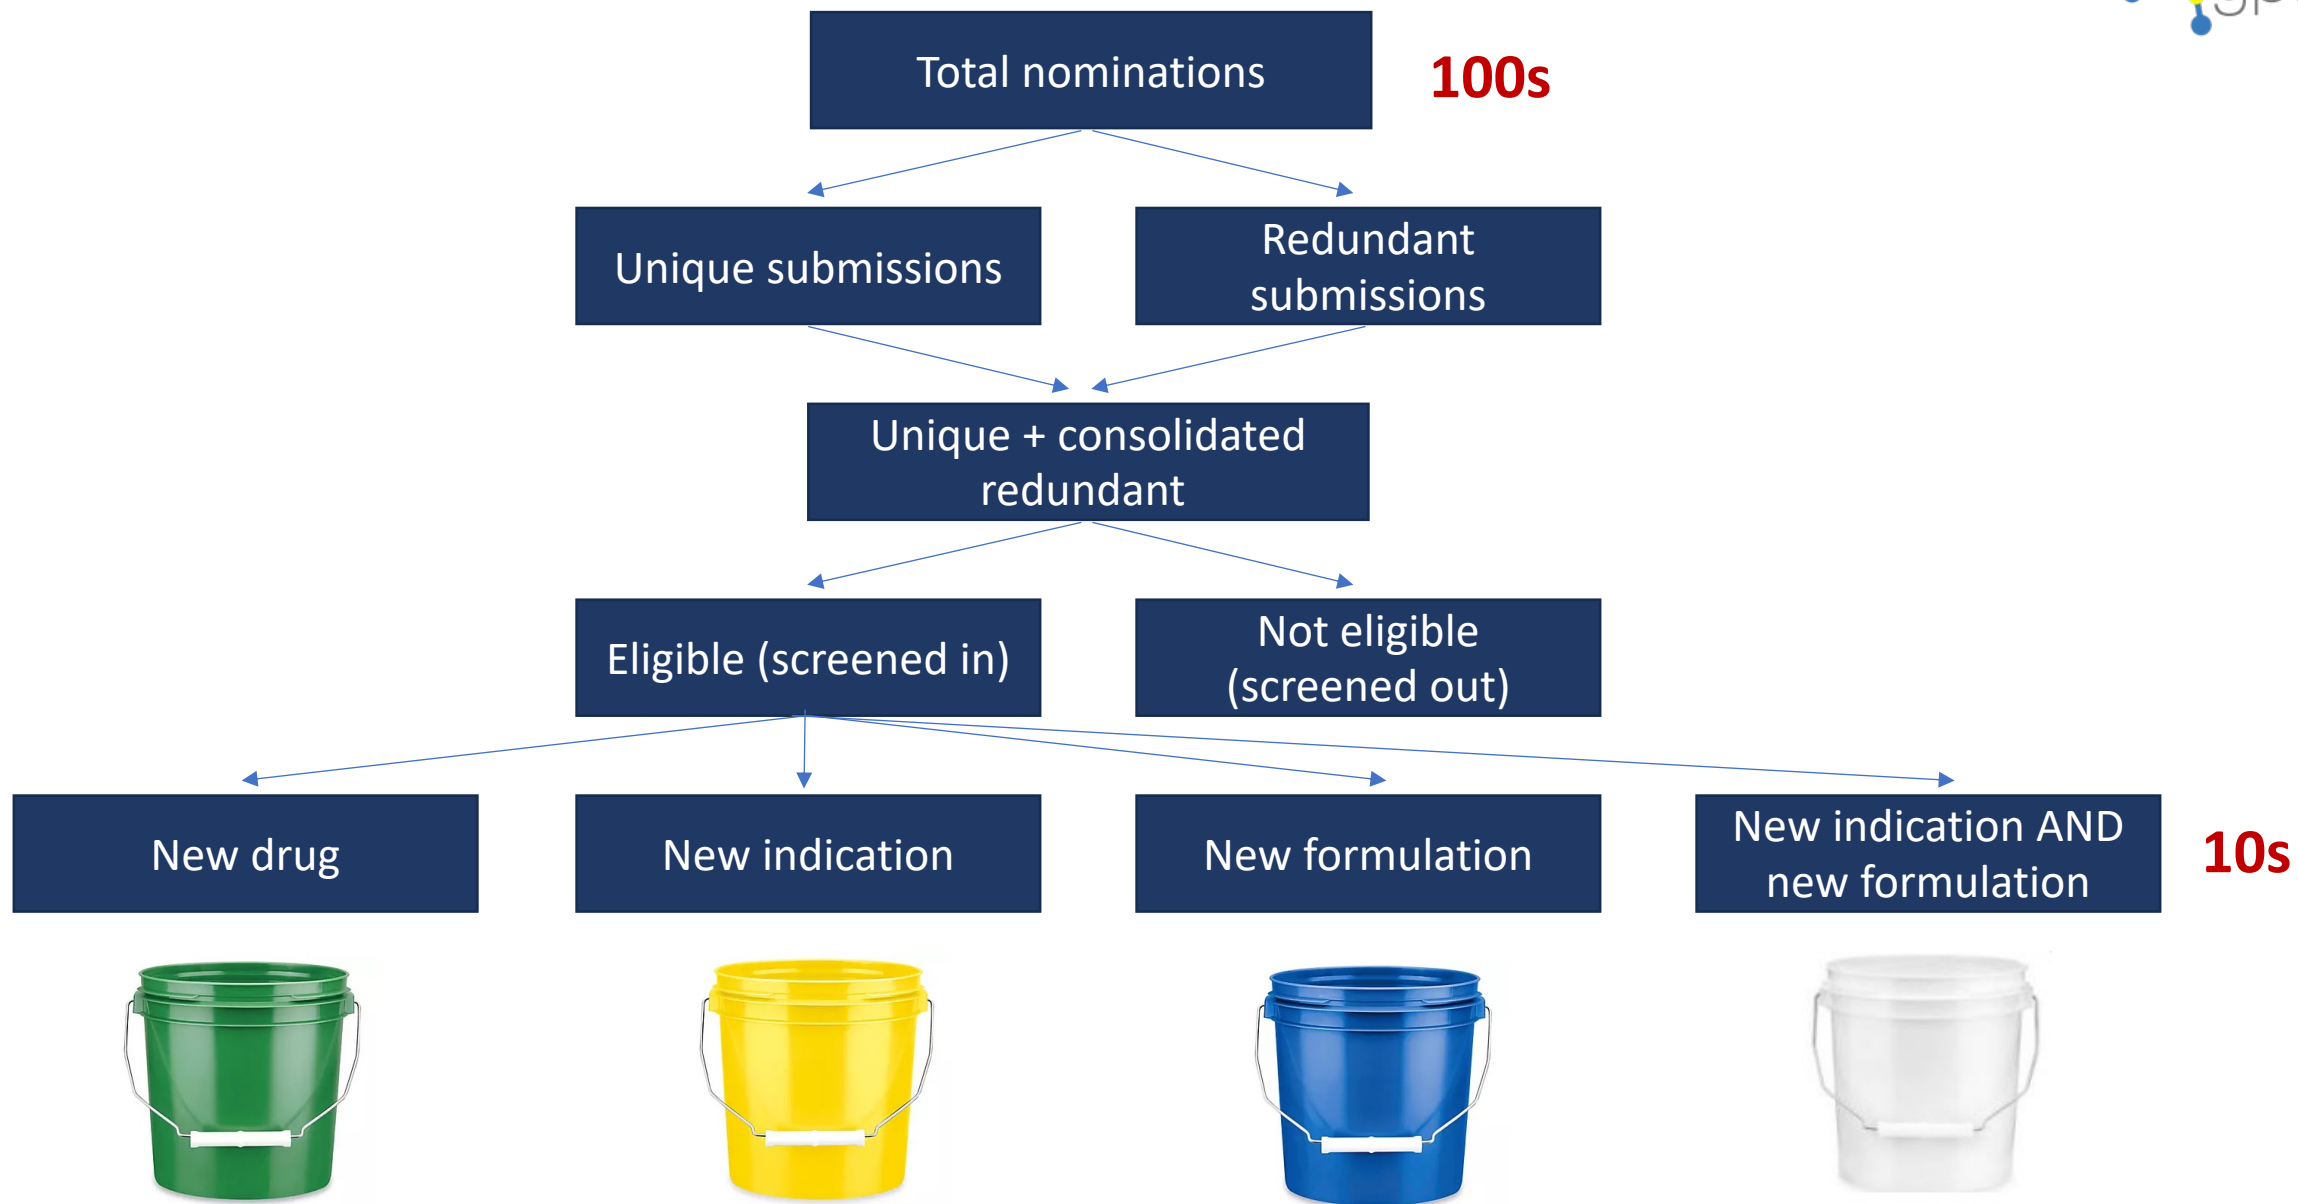 Total nominations
100s
Unique submissions
Redundant
submissions
Unique + consolidated
redundant
Eligible (screened in)
Not eligible
(screened out)
New drug
New indication
New formulation
New indication AND
new formulation
10s